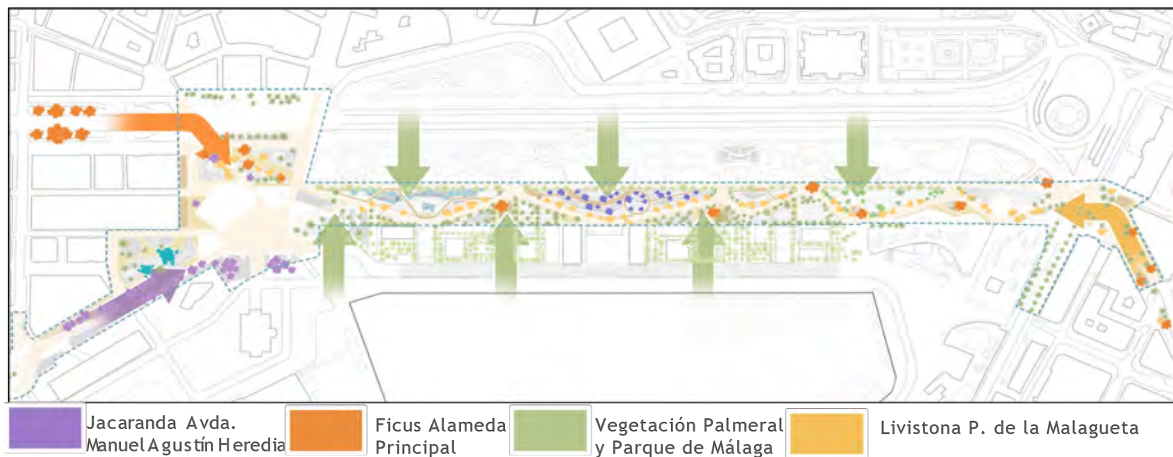 Jacaranda Avda.
Manuel Agustín Heredia
Ficus Alameda
Principal
Vegetación Palmeral
y Parque de Málaga
Livistona P. de la Malagueta